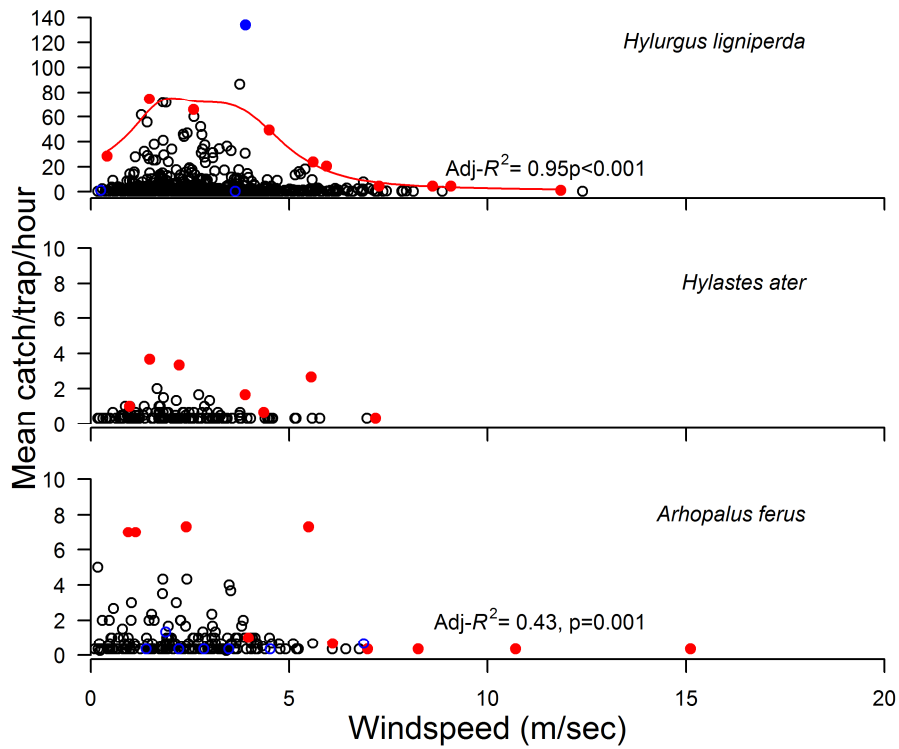 Mean catch/trap/hour
140
120
100
80
60
40
20
0
Hylurgus ligniperda
Adj-R²= 0.95p<0.001
10
8
6
4
2
0
Hylastes ater
10
8
6
4
2
0
Arhopalus ferus
Adj-R²= 0.43, p=0.001
0 5 10 15 20
Windspeed (m/sec)